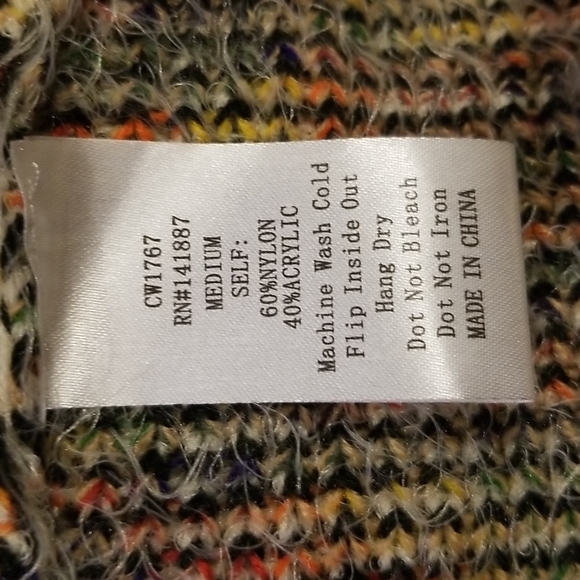 CW1767
RN#141887
MEDIUM
SELF:
60%NYLON
40%ACRYLIC
Machine Wash Cold
Flip Inside Out
Hang Dry
Dot Not Bleach
Dot Not Iron
MADE IN CHINA